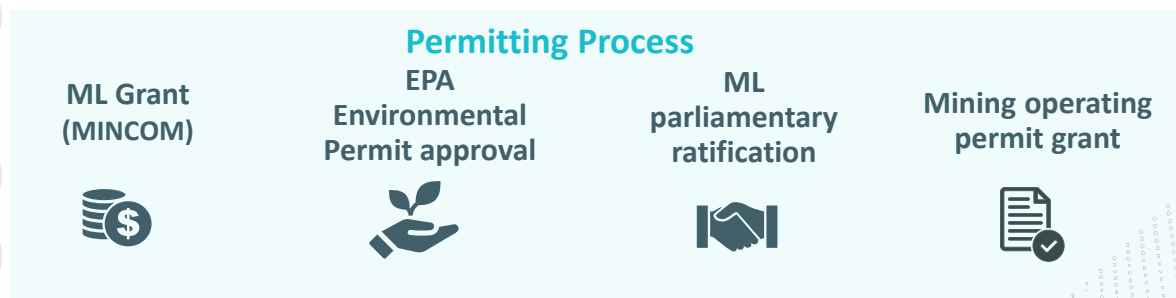 Permitting Process
ML Grant
(MINCOM)
EPA
Environmental
Permit approval
ML
parliamentary
ratification
Mining operating
permit grant
$